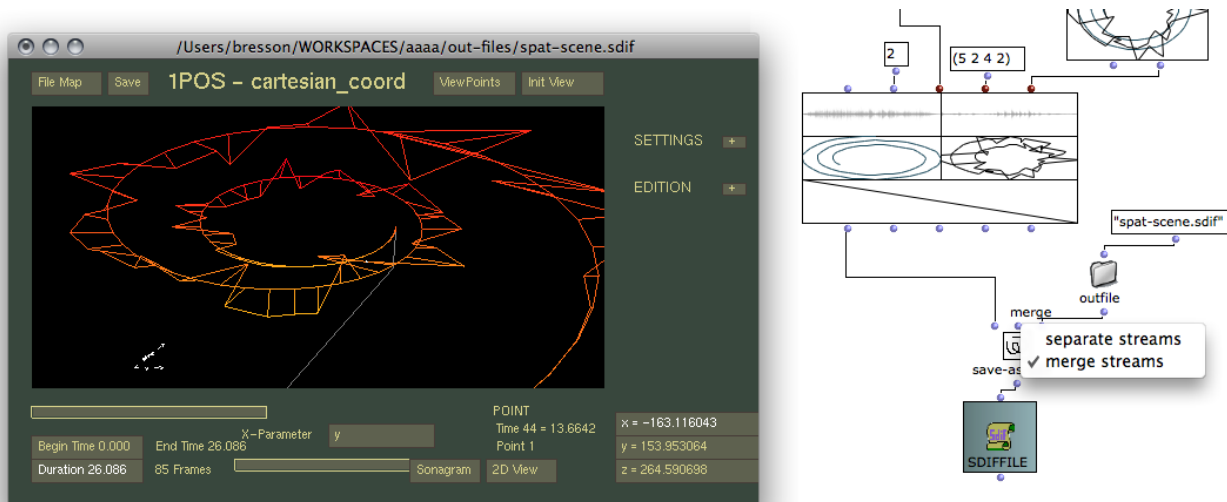 /Users/bresson/WORKSPACES/aaaa/out-files/spat-scene.sdif
File Map
Save
1POS - cartesian_coord
ViewPoints
Init View
SETTINGS +
EDITION +
POINT
Time 44 = 13.6642
Point 1
X-Parameter
y
Begin Time 0.000
End Time 26.086
Duration 26.086
85 Frames
Sonagram
2D View
x = -163.116043
y = 153.953064
z = 264.590698
2
(5 2 4 2)
"spat-scene.sdif"
outfile
merge
separate streams
✓ merge streams
save-as
Sdif
SDIFFILE